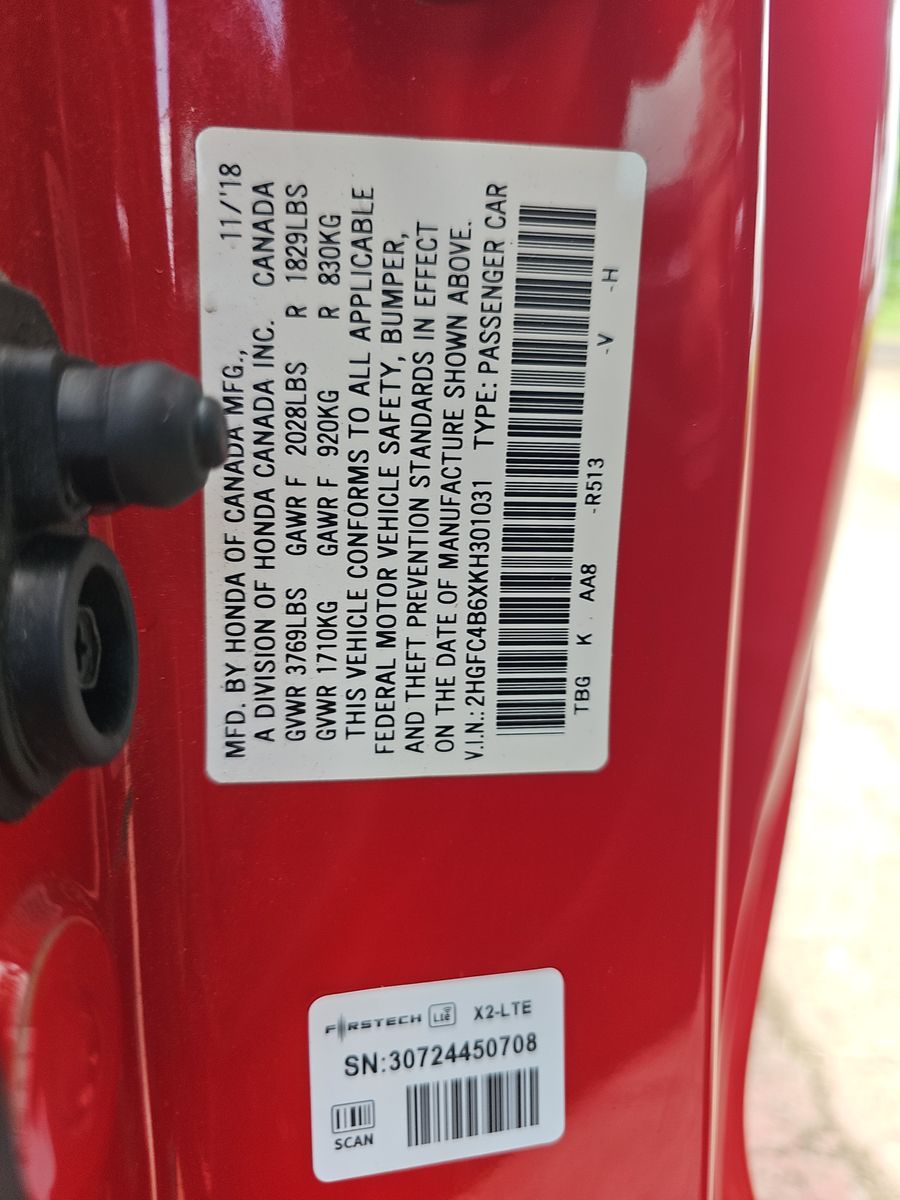 MFD. BY HONDA OF CANADA MFG., 11/'18
A DIVISION OF HONDA CANADA INC. CANADA
GVWR 3769LBS GAWR F 2028LBS R 1829LBS
GVWR 1710KG GAWR F 920KG R 830KG
THIS VEHICLE CONFORMS TO ALL APPLICABLE
FEDERAL MOTOR VEHICLE SAFETY, BUMPER,
AND THEFT PREVENTION STANDARDS IN EFFECT
ON THE DATE OF MANUFACTURE SHOWN ABOVE.
V.I.N.: 2HGFC4B6XKH301031 TYPE: PASSENGER CAR
TBG K AA8 -R513 -V -H
FIRSTECH LTE X2-LTE
SN:30724450708
SCAN